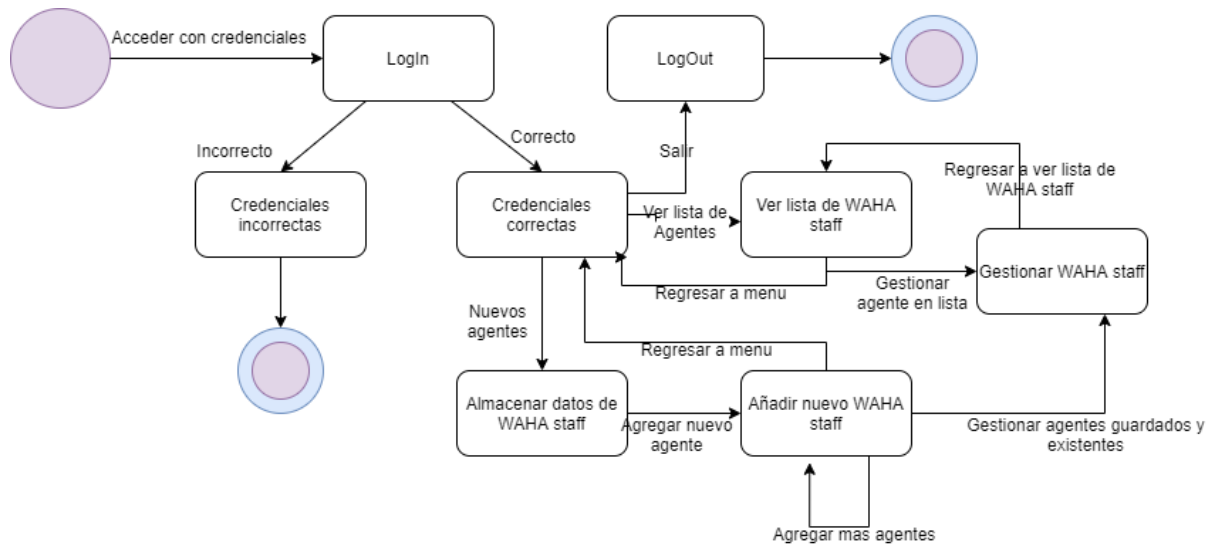 Acceder con credenciales
LogIn
LogOut
Incorrecto
Correcto
Salir
Regresar a ver lista de
WAHA staff
Credenciales
incorrectas
Credenciales
correctas
Ver lista de
Agentes
Ver lista de WAHA
staff
Gestionar WAHA staff
Regresar a menu
Gestionar
agente en lista
Nuevos
agentes
Regresar a menu
Almacenar datos de
WAHA staff
Agregar nuevo
agente
Añadir nuevo WAHA
staff
Gestionar agentes guardados y
existentes
Agregar mas agentes